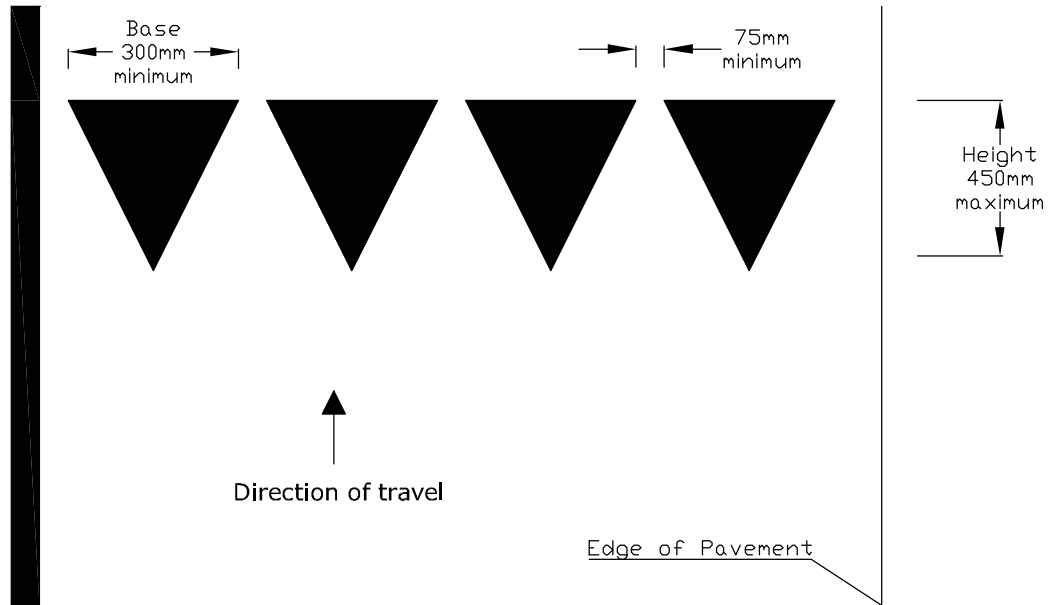 Base
300mm
minimum
75mm
minimum
Height
450mm
maximum
Direction of travel
Edge of Pavement